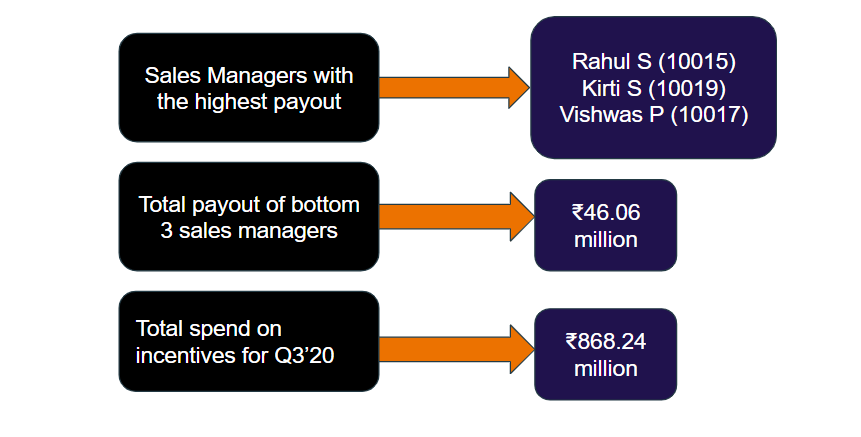 Sales Managers with
the highest payout
Rahul S (10015)
Kirti S (10019)
Vishwas P (10017)
Total payout of bottom
3 sales managers
₹46.06
million
Total spend on
incentives for Q3’20
₹868.24
million